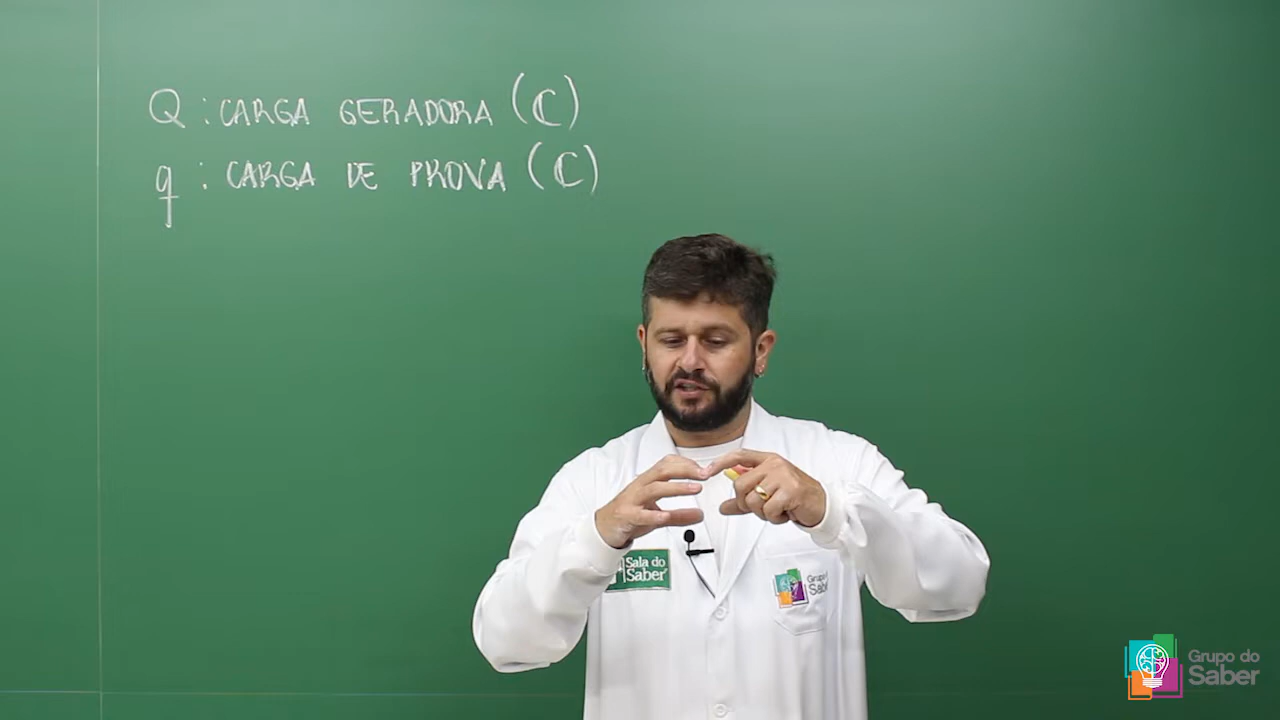 Q : CARGA GERADORA (C)
q : CARGA DE PROVA (C)
Sala do
Saber
Grupo do
Saber